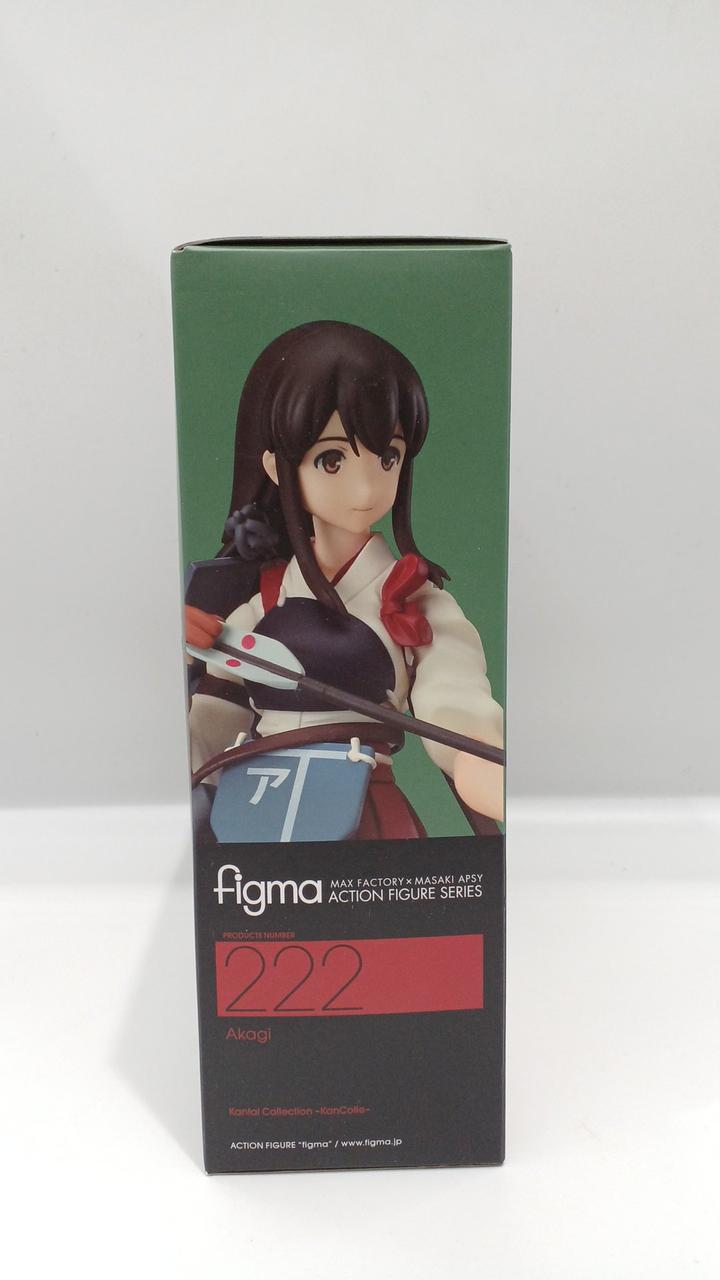 ア
figma MAX FACTORY × MASAKI APSY
ACTION FIGURE SERIES
PRODUCTS NUMBER
222
Akagi
Kantai Collection -KanColle-
ACTION FIGURE "figma" / www.figma.jp